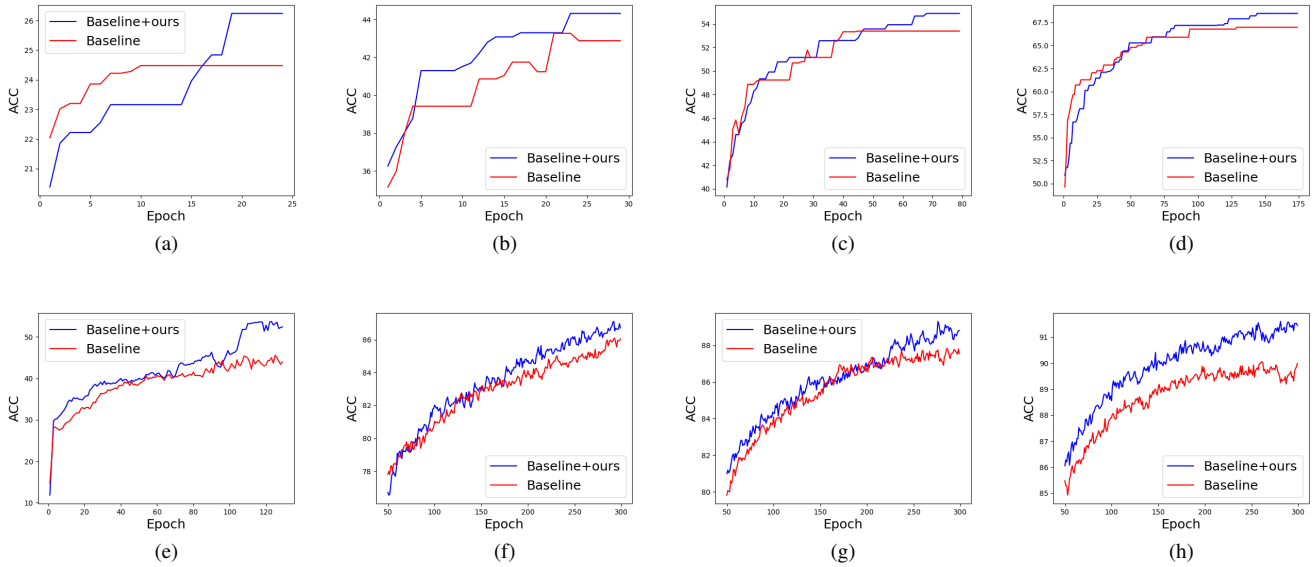 Baseline+ours
Baseline
ACC
26
25
24
23
22
21
0
5
10
15
20
25
Epoch
(a)
44
42
40
38
36
ACC
Baseline+ours
Baseline
0
5
10
15
20
25
30
Epoch
(b)
54
52
50
48
46
44
42
40
ACC
Baseline+ours
Baseline
0
10
20
30
40
50
60
70
80
Epoch
(c)
67.5
65.0
62.5
60.0
57.5
55.0
52.5
50.0
ACC
Baseline+ours
Baseline
0
25
50
75
100
125
150
175
Epoch
(d)
Baseline+ours
Baseline
ACC
50
40
30
20
10
0
20
40
60
80
100
120
Epoch
(e)
86
84
82
80
78
ACC
Baseline+ours
Baseline
50
100
150
200
250
300
Epoch
(f)
Baseline+ours
Baseline
ACC
88
86
84
82
80
50
100
150
200
250
300
Epoch
(g)
91
90
89
88
87
86
85
ACC
Baseline+ours
Baseline
50
100
150
200
250
300
Epoch
(h)